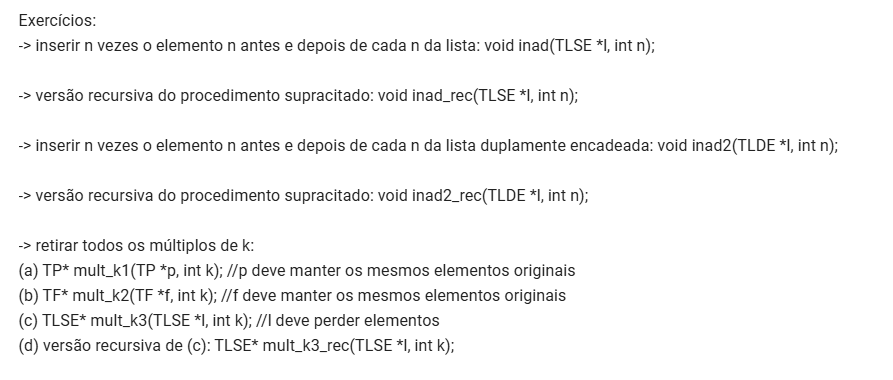 Exercícios:
-> inserir n vezes o elemento n antes e depois de cada n da lista: void inad(TLSE *l, int n);
-> versão recursiva do procedimento supracitado: void inad_rec(TLSE *l, int n);
-> inserir n vezes o elemento n antes e depois de cada n da lista duplamente encadeada: void inad2(TLDE *l, int n);
-> versão recursiva do procedimento supracitado: void inad2_rec(TLDE *l, int n);
-> retirar todos os múltiplos de k:
(a) TP* mult_k1(TP *p, int k); //p deve manter os mesmos elementos originais
(b) TF* mult_k2(TF *f, int k); //f deve manter os mesmos elementos originais
(c) TLSE* mult_k3(TLSE *l, int k); //l deve perder elementos
(d) versão recursiva de (c): TLSE* mult_k3_rec(TLSE *l, int k);